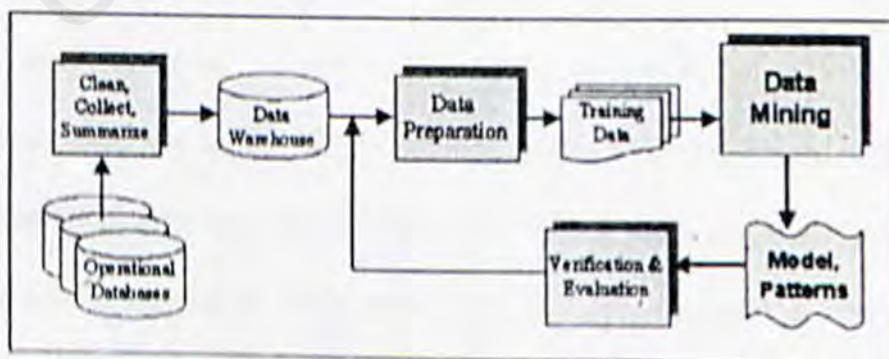 Clean,
Collect,
Summarize
Data
Warehouse
Data
Preparation
Training
Data
Data
Mining
Operational
Databases
Verification &
Evaluation
Model,
Patterns